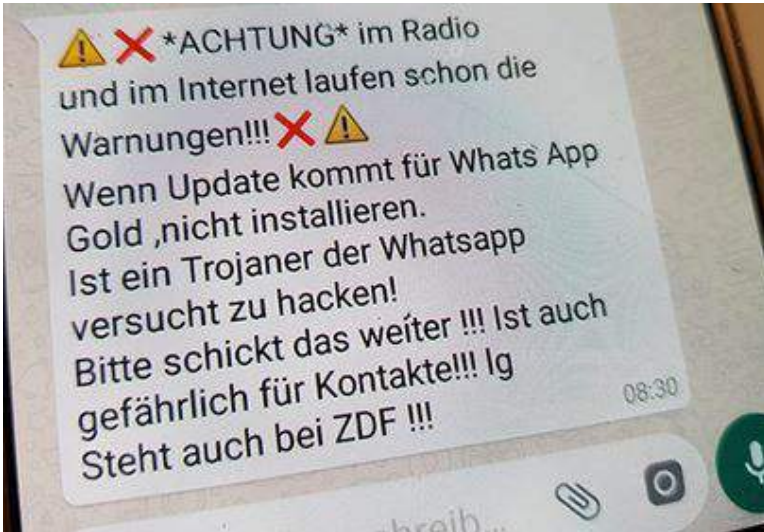 ⚠️❌ *ACHTUNG* im Radio
und im Internet laufen schon die
Warnungen!!! ❌⚠️
Wenn Update kommt für Whats App
Gold ,nicht installieren.
Ist ein Trojaner der Whatsapp
versucht zu hacken!
Bitte schickt das weiter !!! Ist auch
gefährlich für Kontakte!!! lg
Steht auch bei ZDF !!!
08:30